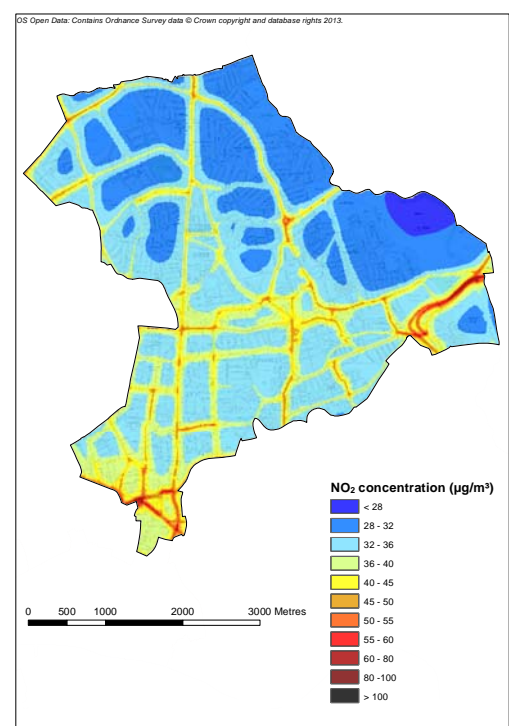 OS Open Data: Contains Ordnance Survey data © Crown copyright and database rights 2013.
NO₂ concentration (µg/m³)
< 28
28 - 32
32 - 36
36 - 40
40 - 45
45 - 50
50 - 55
55 - 60
60 - 80
80 -100
> 100
0 500 1000 2000 3000 Metres